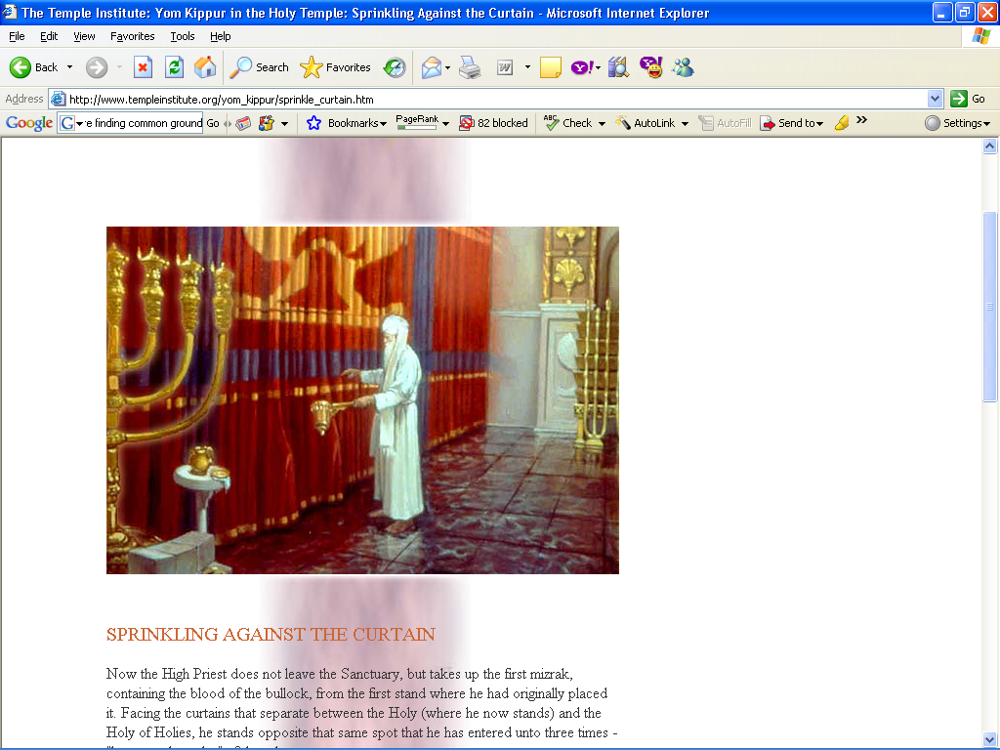 The Temple Institute: Yom Kippur in the Holy Temple: Sprinkling Against the Curtain - Microsoft Internet Explorer
File Edit View Favorites Tools Help
Back Search Favorites
Address http://www.templeinstitute.org/yom_kippur/sprinkle_curtain.htm Go
Google G finding common ground Go Bookmarks PageRank 82 blocked ABC Check AutoLink AutoFill Send to Settings
SPRINKLING AGAINST THE CURTAIN
Now the High Priest does not leave the Sanctuary, but takes up the first mizrak,
containing the blood of the bullock, from the first stand where he had originally placed
it. Facing the curtains that separate between the Holy (where he now stands) and the
Holy of Holies, he stands opposite that same spot that he has entered unto three times -